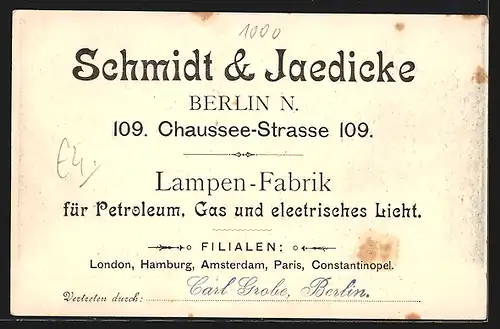 1000
Schmidt & Jaedicke
BERLIN N.
109. Chaussee-Strasse 109.
Lampen-Fabrik
für Petroleum, Gas und electrisches Licht.
FILIALEN:
London, Hamburg, Amsterdam, Paris, Constantinopel.
Vertreten durch: Carl Grobe, Berlin.